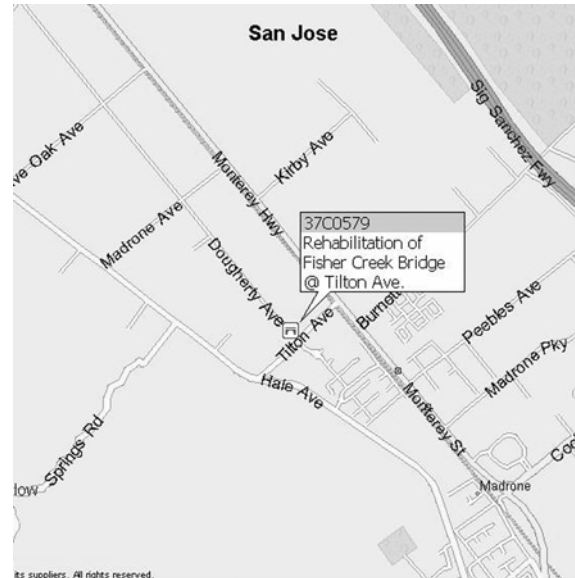 San Jose
Sig Sanchez Fwy
ve Oak Ave
Monterey Hwy
Kirby Ave
Madrone Ave
37C0579
Rehabilitation of
Fisher Creek Bridge
@ Tilton Ave.
Dougherty Ave
Tilton Ave
Peebles Ave
Hale Ave
Madrone Pky
Monterey St
Springs Rd
Madrone
its suppliers. All rights reserved.